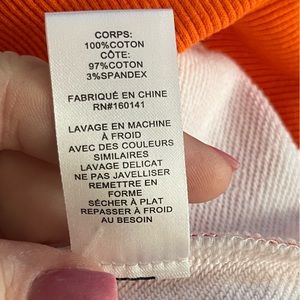 CORPS:
100%COTON
CÔTE:
97%COTON
3%SPANDEX
FABRIQUÉ EN CHINE
RN#160141
LAVAGE EN MACHINE
À FROID
AVEC DES COULEURS
SIMILAIRES
LAVAGE DELICAT
NE PAS JAVELLISER
REMETTRE EN
FORME
SÉCHER À PLAT
REPASSER À FROID
AU BESOIN